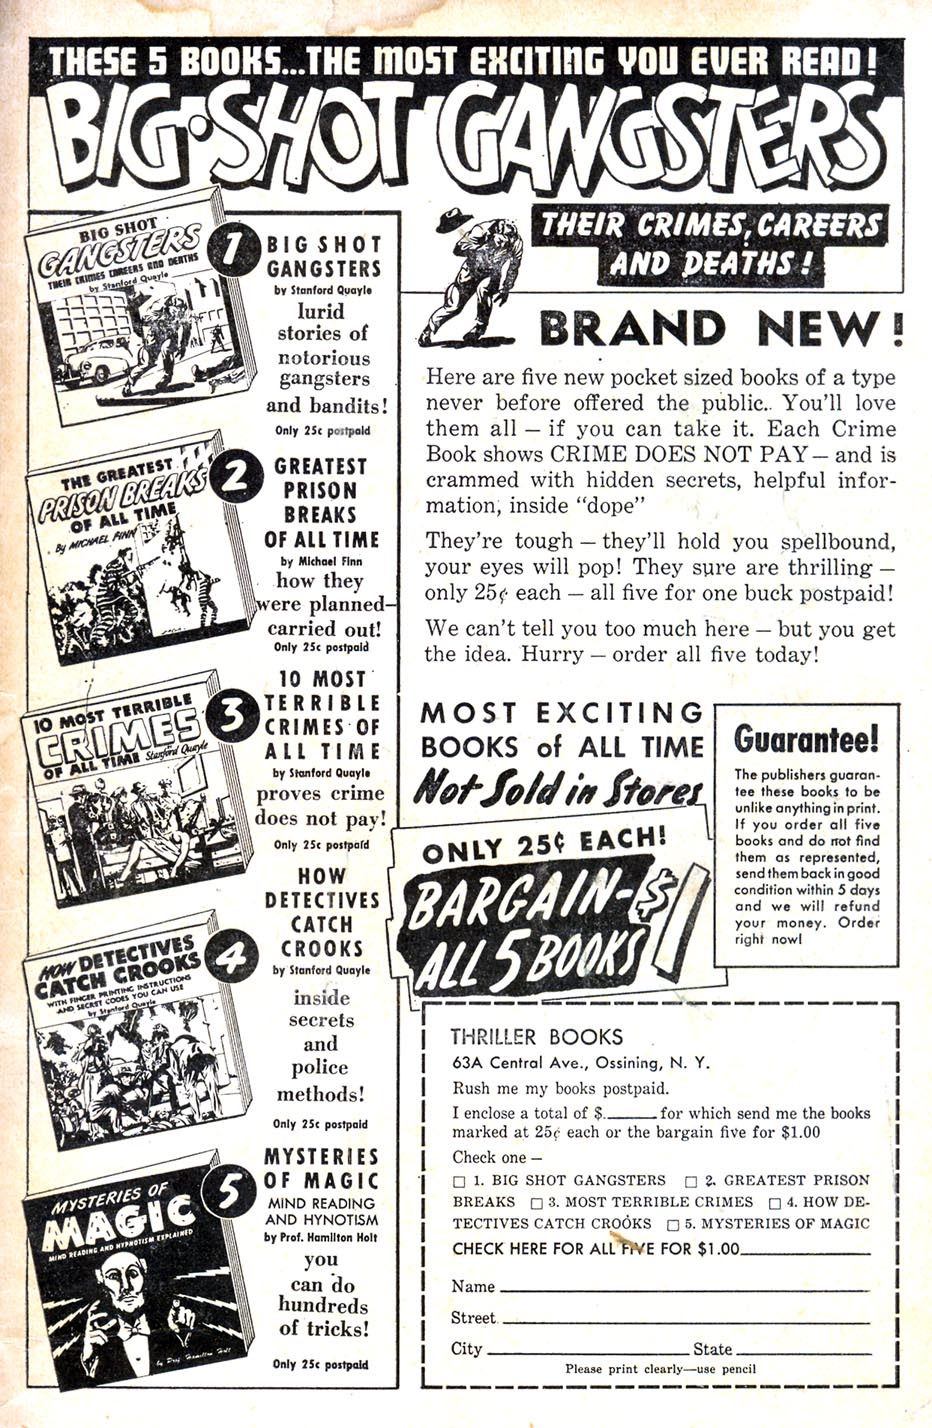 THESE 5 BOOKS...THE MOST EXCITING YOU EVER READ!
BIG·SHOT GANGSTERS
THEIR CRIMES, CAREERS
AND DEATHS!
BIG SHOT
GANGSTERS
THEIR CRIMES CAREERS AND DEATHS
by Stanford Quayle
1
BIG SHOT
GANGSTERS
by Stanford Quayle
lurid
stories of
notorious
gangsters
and bandits!
Only 25c postpaid
THE GREATEST
PRISON BREAKS
OF ALL TIME
By MICHAEL FINN
2
GREATEST
PRISON
BREAKS
OF ALL TIME
by Michael Finn
how they
were planned—
carried out!
Only 25c postpaid
10 MOST TERRIBLE
CRIMES
OF ALL TIME Stanford Quayle
3
10 MOST
TERRIBLE
CRIMES OF
ALL TIME
by Stanford Quayle
proves crime
does not pay!
Only 25c postpaid
HOW DETECTIVES
CATCH CROOKS
WITH FINGER PRINTING INSTRUCTIONS
AND SECRET CODES YOU CAN USE
by Stanford Quayle
4
HOW
DETECTIVES
CATCH
CROOKS
by Stanford Quayle
inside
secrets
and
police
methods!
Only 25c postpaid
MYSTERIES OF
MAGIC
MIND READING AND HYPNOTISM EXPLAINED
by Prof. Hamilton Holt
5
MYSTERIES
OF MAGIC
MIND READING
AND HYNOTISM
by Prof. Hamilton Holt
you
can do
hundreds
of tricks!
Only 25c postpaid
BRAND NEW!
Here are five new pocket sized books of a type
never before offered the public.. You'll love
them all — if you can take it. Each Crime
Book shows CRIME DOES NOT PAY — and is
crammed with hidden secrets, helpful infor-
mation, inside "dope"
They're tough — they'll hold you spellbound,
your eyes will pop! They sure are thrilling —
only 25¢ each — all five for one buck postpaid!
We can't tell you too much here — but you get
the idea. Hurry — order all five today!
MOST EXCITING
BOOKS of ALL TIME
Not Sold in Stores
ONLY 25¢ EACH!
BARGAIN-$1
ALL 5 BOOKS
Guarantee!
The publishers guaran-
tee these books to be
unlike anything in print.
If you order all five
books and do not find
them as represented,
send them back in good
condition within 5 days
and we will refund
your money. Order
right now!
THRILLER BOOKS
63A Central Ave., Ossining, N. Y.
Rush me my books postpaid.
I enclose a total of $.______ for which send me the books
marked at 25¢ each or the bargain five for $1.00
Check one —
□ 1. BIG SHOT GANGSTERS □ 2. GREATEST PRISON
BREAKS □ 3. MOST TERRIBLE CRIMES □ 4. HOW DE-
TECTIVES CATCH CROOKS □ 5. MYSTERIES OF MAGIC
CHECK HERE FOR ALL FIVE FOR $1.00______
Name ______
Street. ______
City ______ State ______
Please print clearly—use pencil